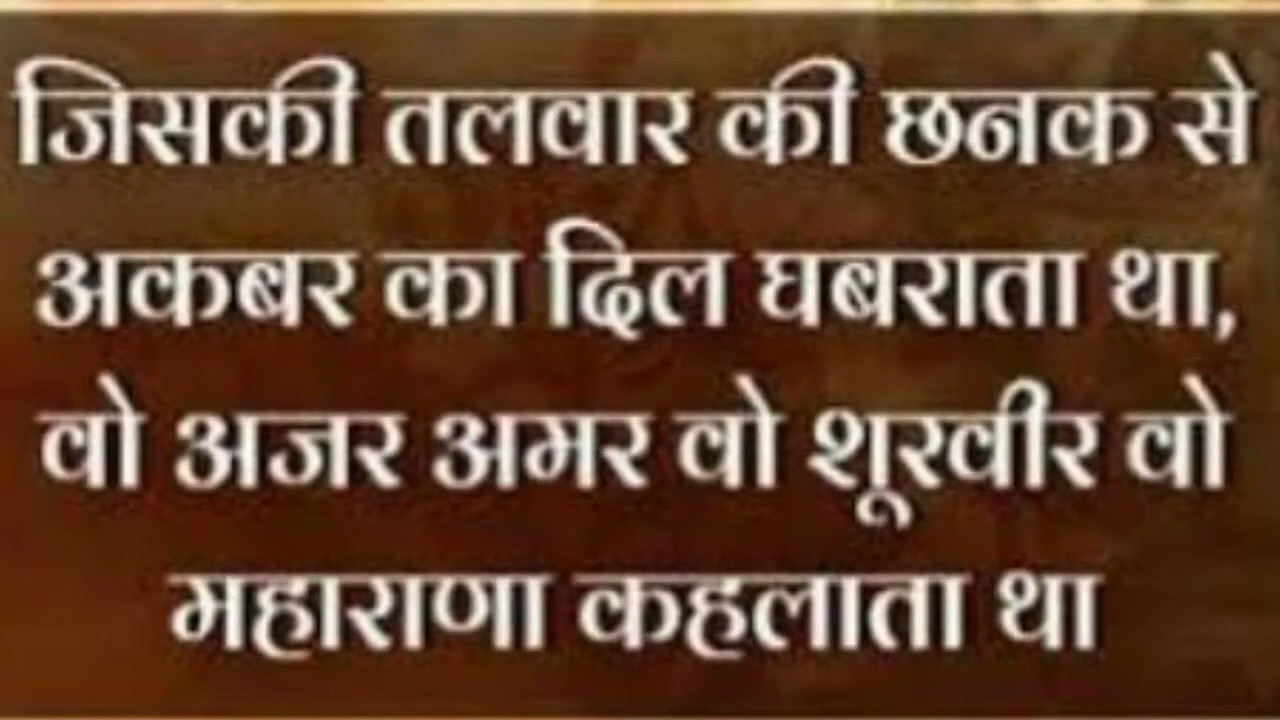 जिसकी तलवार की छनक से
अकबर का दिल घबराता था,
वो अजर अमर वो शूरवीर वो
महाराणा कहलाता था